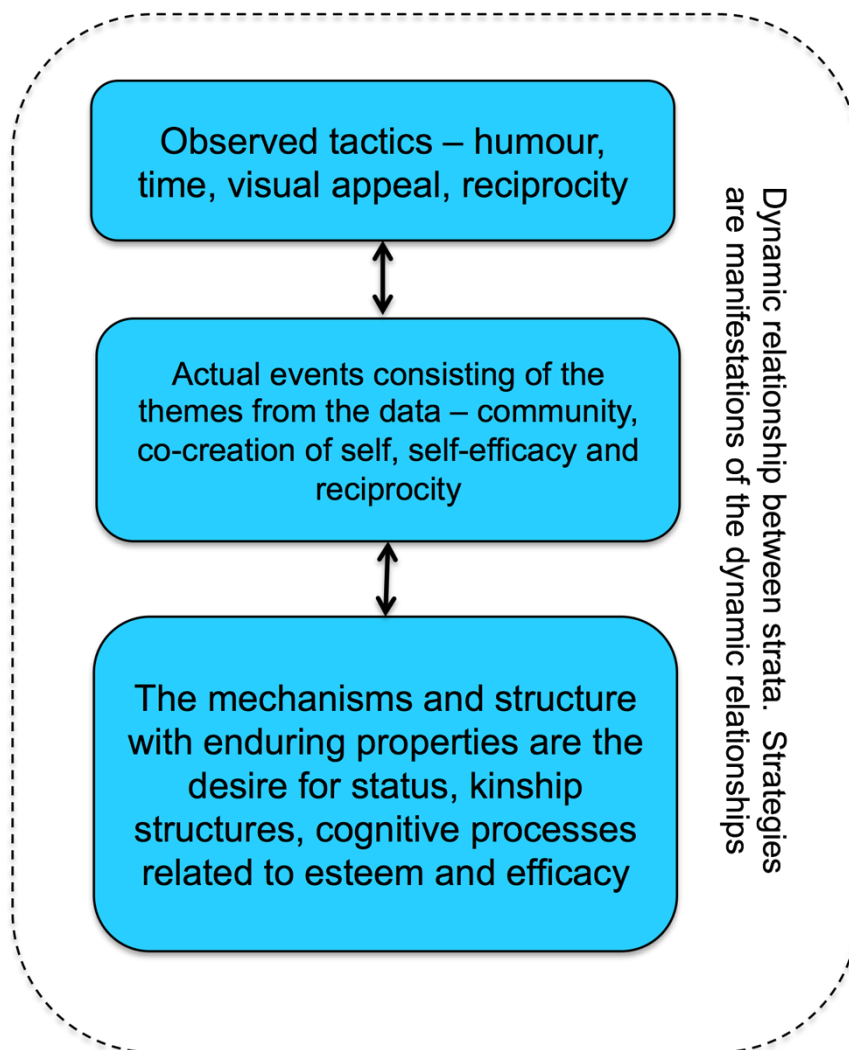 Observed tactics – humour,
time, visual appeal, reciprocity
Actual events consisting of the
themes from the data – community,
co-creation of self, self-efficacy and
reciprocity
The mechanisms and structure
with enduring properties are the
desire for status, kinship
structures, cognitive processes
related to esteem and efficacy
Dynamic relationship between strata.  Strategies
are manifestations of the dynamic relationships